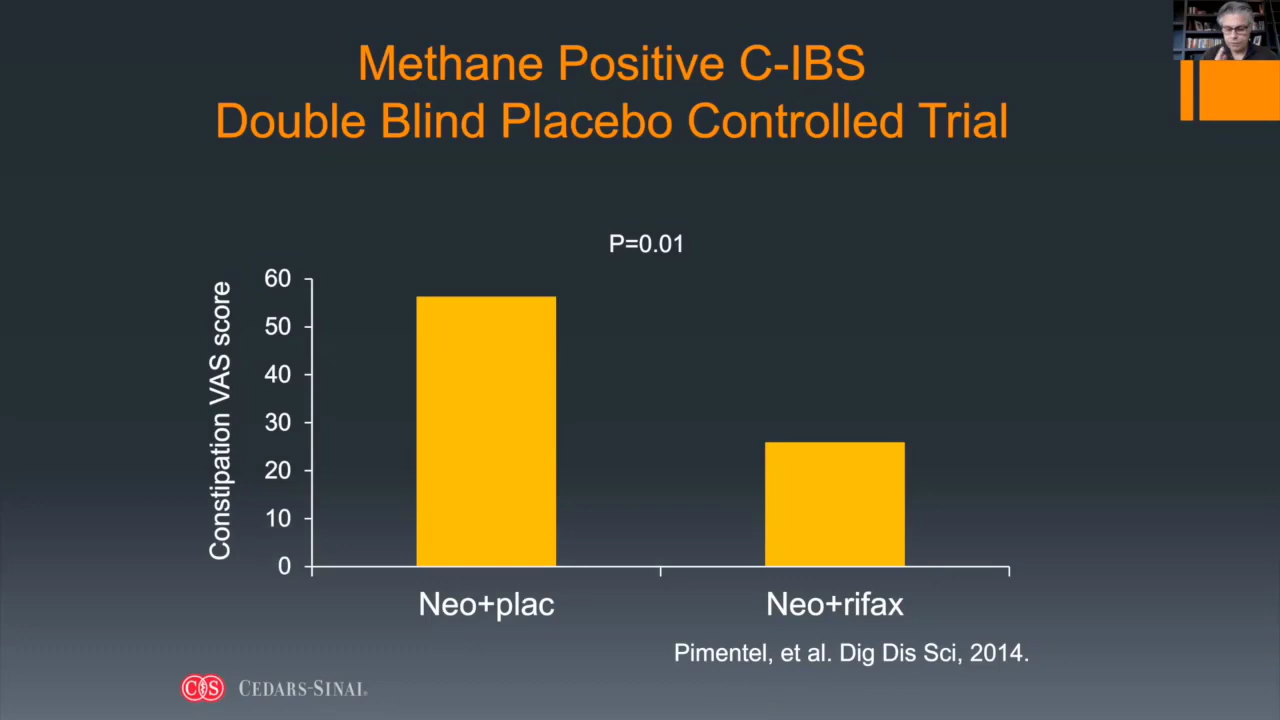 Methane Positive C-IBS
Double Blind Placebo Controlled Trial
P=0.01
Constipation VAS score
60
50
40
30
20
10
0
Neo+plac
Neo+rifax
Pimentel, et al. Dig Dis Sci, 2014.
CS
CEDARS-SINAI®